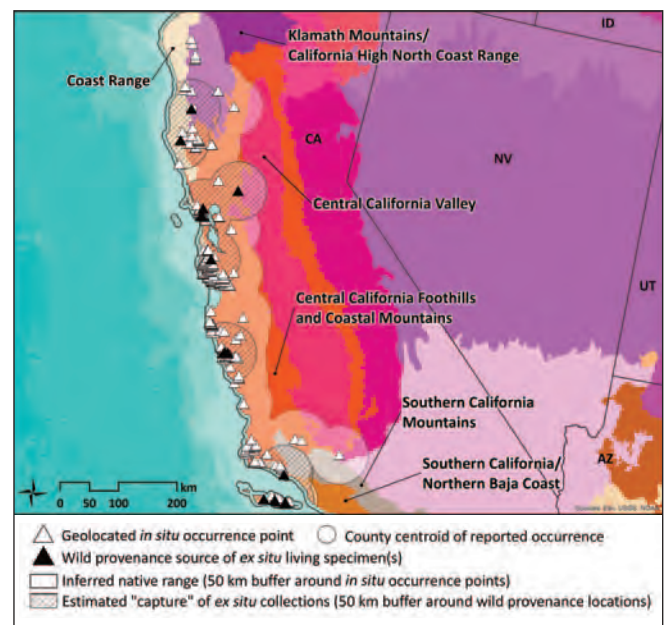 ID
Klamath Mountains/
California High North Coast Range
Coast Range
CA
NV
Central California Valley
UT
Central California Foothills
and Coastal Mountains
Southern California
Mountains
AZ
Southern California/
Northern Baja Coast
km
0 50 100 200
Geolocated in situ occurrence point
County centroid of reported occurrence
Wild provenance source of ex situ living specimen(s)
Inferred native range (50 km buffer around in situ occurrence points)
Estimated "capture" of ex situ collections (50 km buffer around wild provenance locations)